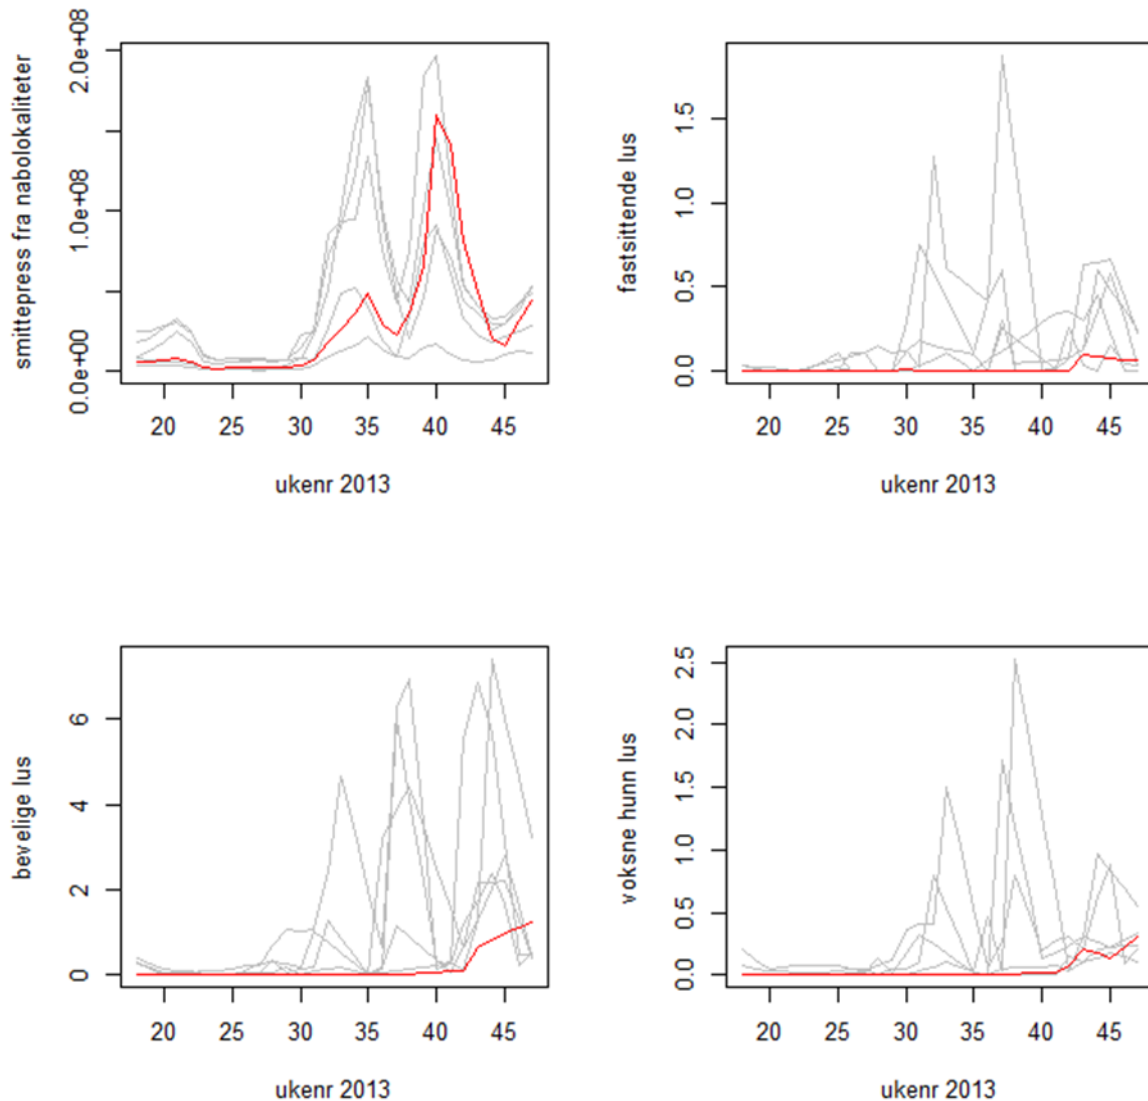 smittepress fra nabolokaliteter
0.0e+00 1.0e+08 2.0e+08
20 25 30 35 40 45
ukenr 2013
fastsittende lus
0.0 0.5 1.0 1.5
20 25 30 35 40 45
ukenr 2013
bevelige lus
0 2 4 6
20 25 30 35 40 45
ukenr 2013
voksne hunn lus
0.0 0.5 1.0 1.5 2.0 2.5
20 25 30 35 40 45
ukenr 2013